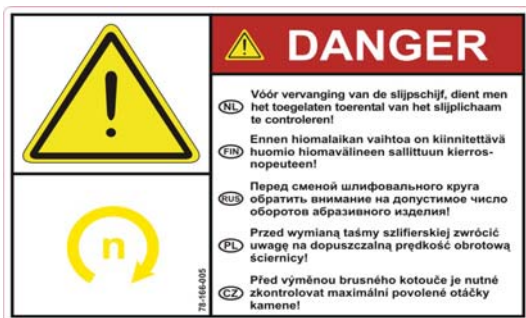 DANGER
NL
Vóór vervanging van de slijpschijf, dient men
het toegelaten toerental van het slijplichaam
te controleren!
FIN
Ennen hiomalaikan vaihtoa on kiinnitettävä
huomio hiomavälineen sallittuun kierros-
nopeuteen!
RUS
Перед сменой шлифовального круга
обратить внимание на допустимое число
оборотов абразивного изделия!
PL
Przed wymianą taśmy szlifierskiej zwrócić
uwagę na dopuszczalną prędkość obrotową
ściernicy!
CZ
Před výměnou brusného kotouče je nutné
zkontrolovat maximální povolené otáčky
kamene!
n
78-166-005